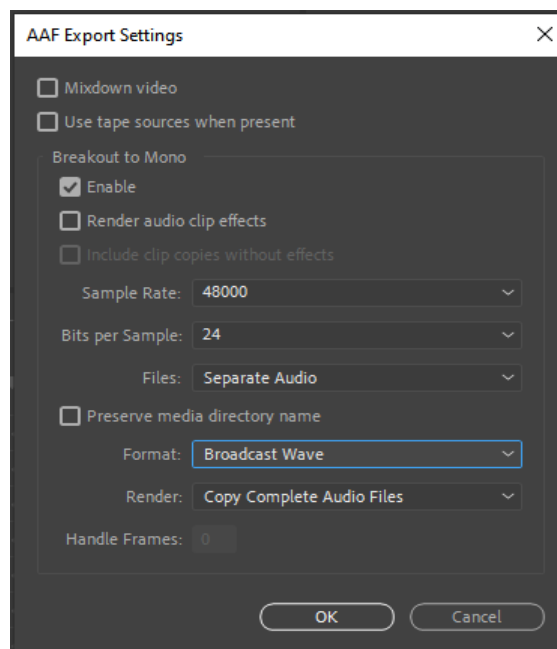 AAF Export Settings
Mixdown video
Use tape sources when present
Breakout to Mono
Enable
Render audio clip effects
Include clip copies without effects
Sample Rate: 48000
Bits per Sample: 24
Files: Separate Audio
Preserve media directory name
Format: Broadcast Wave
Render: Copy Complete Audio Files
Handle Frames: 0
OK Cancel